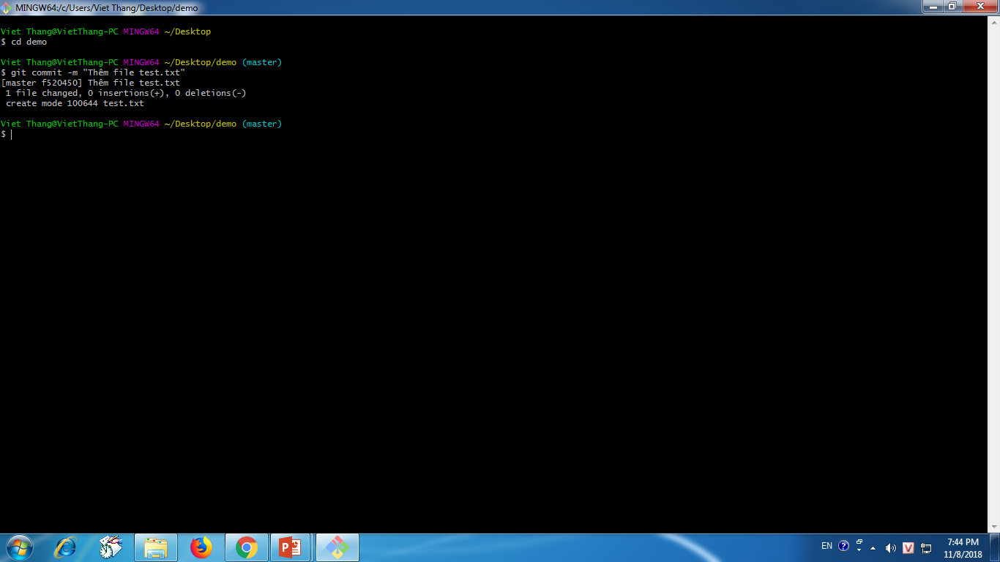 MINGW64:/c/Users/Viet Thang/Desktop/demo
Viet Thang@VietThang-PC MINGW64 ~/Desktop
$ cd demo
Viet Thang@VietThang-PC MINGW64 ~/Desktop/demo (master)
$ git commit -m "Thêm file test.txt"
[master f520450] Thêm file test.txt
 1 file changed, 0 insertions(+), 0 deletions(-)
 create mode 100644 test.txt
Viet Thang@VietThang-PC MINGW64 ~/Desktop/demo (master)
$
EN
7:44 PM
11/8/2018